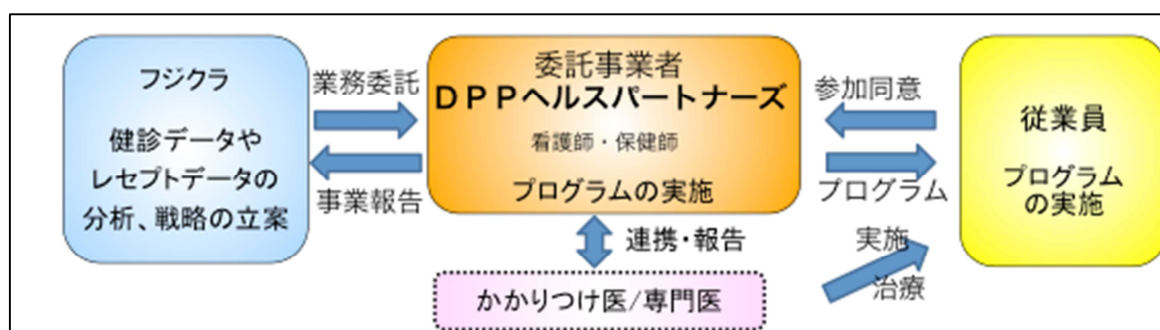 フジクラ
健診データや
レセプトデータの
分析、戦略の立案
業務委託
事業報告
委託事業者
ＤＰＰヘルスパートナーズ
看護師・保健師
プログラムの実施
連携・報告
かかりつけ医/専門医
参加同意
プログラム
実施
治療
従業員
プログラム
の実施